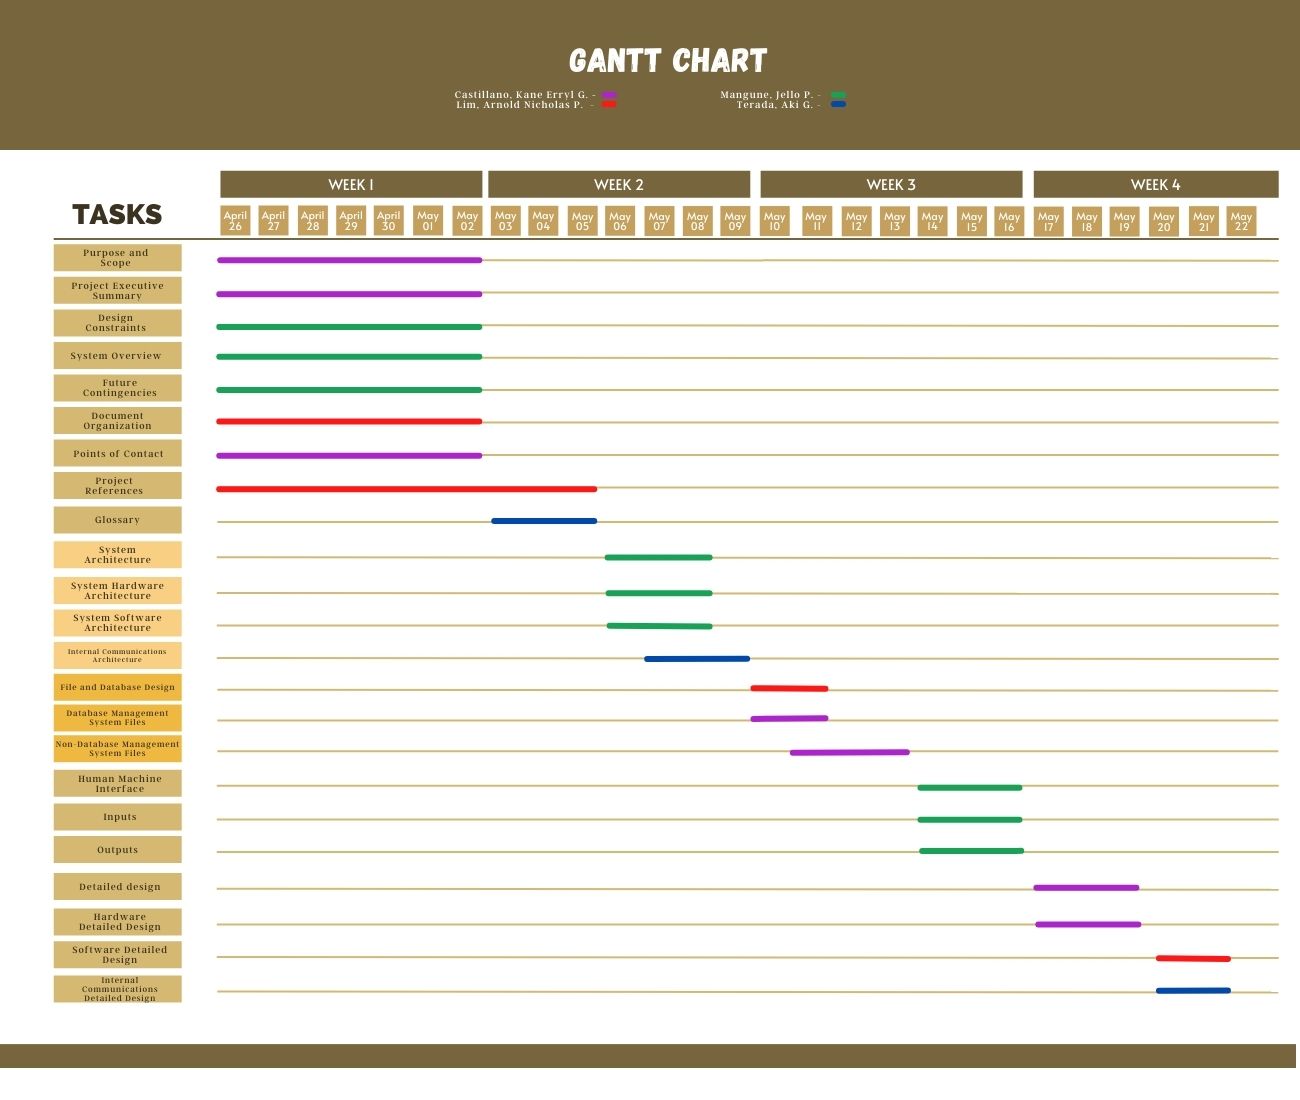 GANTT CHART
Castillano, Kane Erryl G. -
Mangune, Jello P. -
Lim, Arnold Nicholas P. -
Terada, Aki G. -
WEEK 1
WEEK 2
WEEK 3
WEEK 4
TASKS
April
26
April
27
April
28
April
29
April
30
May
01
May
02
May
03
May
04
May
05
May
06
May
07
May
08
May
09
May
10
May
11
May
12
May
13
May
14
May
15
May
16
May
17
May
18
May
19
May
20
May
21
May
22
Purpose and
Scope
Project Executive
Summary
Design
Constraints
System Overview
Future
Contingencies
Document
Organization
Points of Contact
Project
References
Glossary
System
Architecture
System Hardware
Architecture
System Software
Architecture
Internal Communications
Architecture
File and Database Design
Database Management
System Files
Non-Database Management
System Files
Human Machine
Interface
Inputs
Outputs
Detailed design
Hardware
Detailed Design
Software Detailed
Design
Internal
Communications
Detailed Design